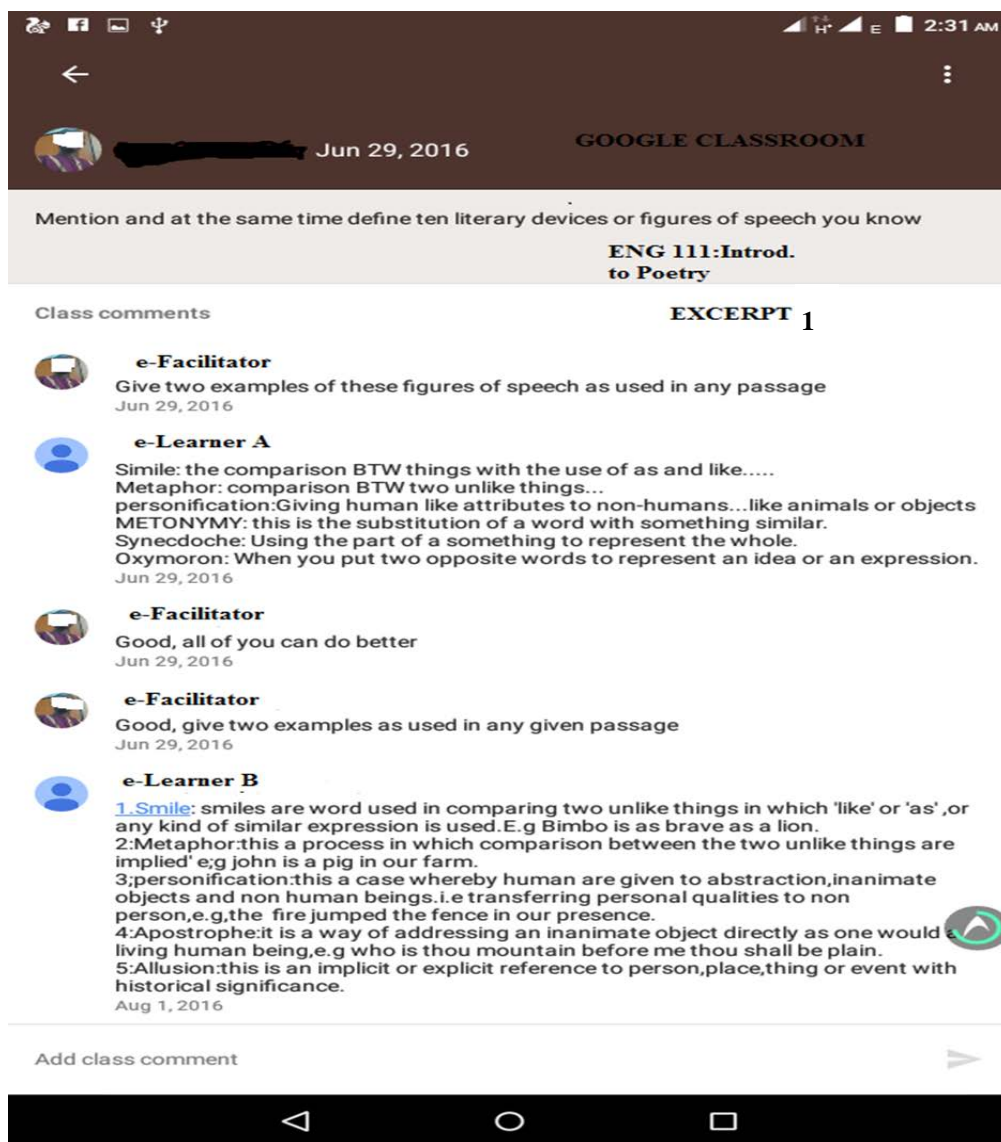 H+ E 2:31 AM
Jun 29, 2016 GOOGLE CLASSROOM
Mention and at the same time define ten literary devices or figures of speech you know
ENG 111:Introd.
to Poetry
Class comments EXCERPT 1
e-Facilitator
Give two examples of these figures of speech as used in any passage
Jun 29, 2016
e-Learner A
Simile: the comparison BTW things with the use of as and like.....
Metaphor: comparison BTW two unlike things...
personification:Giving human like attributes to non-humans...like animals or objects
METONYMY: this is the substitution of a word with something similar.
Synecdoche: Using the part of a something to represent the whole.
Oxymoron: When you put two opposite words to represent an idea or an expression.
Jun 29, 2016
e-Facilitator
Good, all of you can do better
Jun 29, 2016
e-Facilitator
Good, give two examples as used in any given passage
Jun 29, 2016
e-Learner B
1.Smile: smiles are word used in comparing two unlike things in which 'like' or 'as' ,or
any kind of similar expression is used.E.g Bimbo is as brave as a lion.
2:Metaphor:this a process in which comparison between the two unlike things are
implied' e;g john is a pig in our farm.
3;personification:this a case whereby human are given to abstraction,inanimate
objects and non human beings.i.e transferring personal qualities to non
person,e.g,the fire jumped the fence in our presence.
4:Apostrophe:it is a way of addressing an inanimate object directly as one would
living human being,e.g who is thou mountain before me thou shall be plain.
5:Allusion:this is an implicit or explicit reference to person,place,thing or event with
historical significance.
Aug 1, 2016
Add class comment